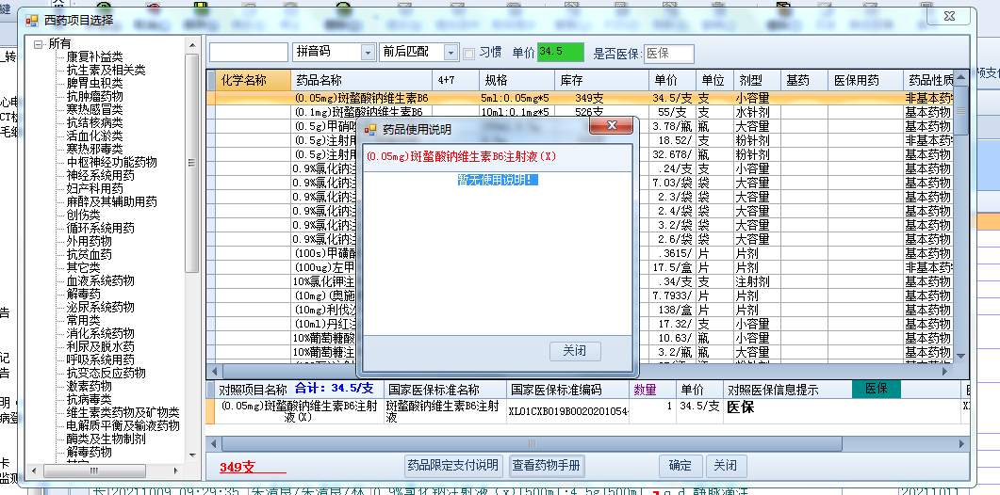 西药项目选择
所有
康复补益类
抗生素及相关类
脾胃虫积类
抗肿瘤药物
寒热感冒类
抗结核病类
活血化淤类
寒热邪毒类
中枢神经功能药物
神经系统用药
妇产科用药
麻醉及其辅助用药
创伤类
循环系统用药
外用药物
抗贫血药
其它类
血液系统药物
解毒药
泌尿系统药物
常用类
消化系统药物
利尿及脱水药
呼吸系统用药
抗变态反应药物
激素药物
抗病毒类
维生素类药物及矿物类
电解质平衡及输液药物
酶类及生物制剂
解毒药物
拼音码 前后匹配 习惯 单价 34.5 是否医保: 医保
化学名称 药品名称 4+7 规格 库存 单价 单位 剂型 基药 医保用药 药品性质
(0.05mg)斑蝥酸钠维生素B6 5ml:0.05mg*5 349支 34.5/支 支 小容量 非基本药
(0.1mg)斑蝥酸钠维生素B6 10ml:0.1mg*5 526支 55/支 支 水针剂 基本药物
(0.5g)甲硝 3.78/瓶 瓶 大容量 基本药物
(0.5g)注射用 18.52/ 支 粉针剂 非基本药
(0.5g)注射 32.678/ 瓶 粉针剂 基本药物
0.9%氯化钠注 .24/支 支 小容量 基本药物
0.9%氯化钠注 7.03/袋 袋 大容量 基本药物
0.9%氯化钠注 2.3/袋 袋 大容量 基本药物
0.9%氯化钠注 2.4/袋 袋 大容量 基本药物
0.9%氯化钠注 3.2/袋 袋 大容量 基本药物
0.9%氯化钠注 2.6/袋 袋 大容量 基本药物
(100s)甲磺酸 .3615/ 片 片剂 基本药物
(100ug)左甲 17.5/盒 片 片剂 非基本药
10%氯化钾注 .34/支 支 注射剂 基本药物
(10mg)(奥施 7.7933/ 片 片剂 基本药物
(10mg)利伐沙 138/盒 片 片剂 基本药物
(10ml)丹红注 17.32/ 支 小容量 基本药物
10%葡萄糖酸 10.63/ 瓶 小容量 基本药物
10%葡萄糖注 3.2/瓶 瓶 大容量 基本药物
药品使用说明
(0.05mg)斑蝥酸钠维生素B6注射液(X)
暂无使用说明!
关闭
对照项目名称 合计: 34.5/支 国家医保标准名称 国家医保标准编码 数量 单价 对照医保信息提示 医保
(0.05mg)斑蝥酸钠维生素B6注射液(X) 斑蝥酸钠维生素B6注射液 XL01CXB019B0020201054 1 34.5/支 医保
349支 药品限定支付说明 查看药物手册 确定 关闭